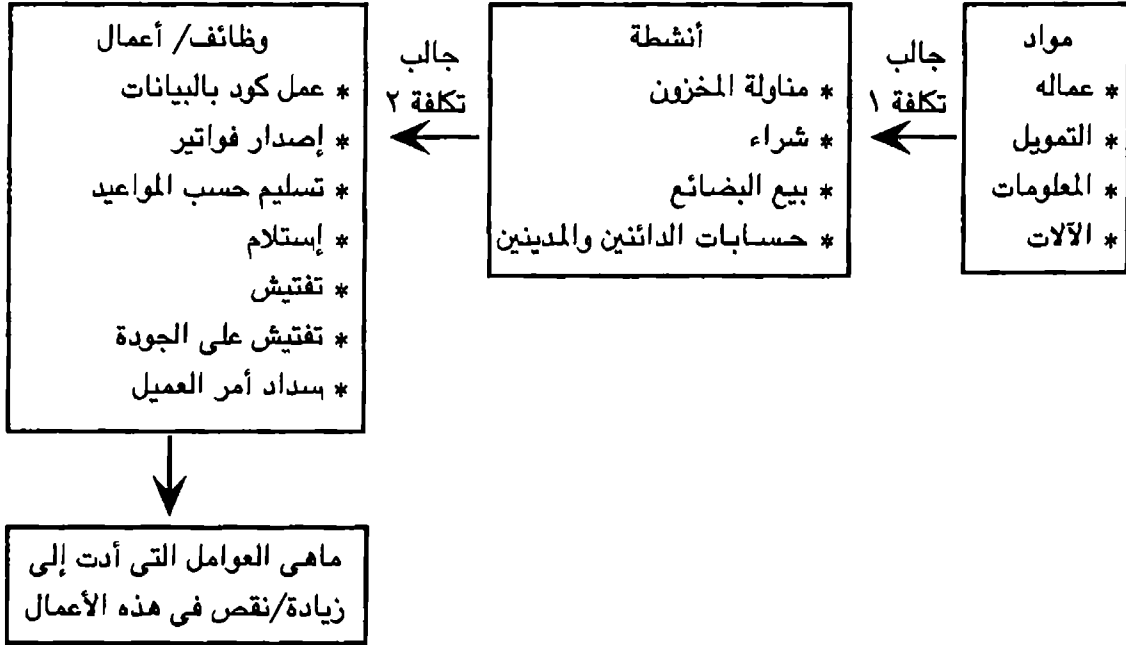 مواد
* عماله
* التمويل
* المعلومات
* الآلات
جالب
تكلفة ١
أنشطة
* مناولة المخزون
* شراء
* بيع البضائع
* حسابات الدائنين والمدينين
جالب
تكلفة ٢
وظائف/ أعمال
* عمل كود بالبيانات
* إصدار فواتير
* تسليم حسب المواعيد
* إستلام
* تفتيش
* تفتيش على الجودة
* سداد أمر العميل
ماهى العوامل التى أدت إلى
زيادة/نقص فى هذه الأعمال